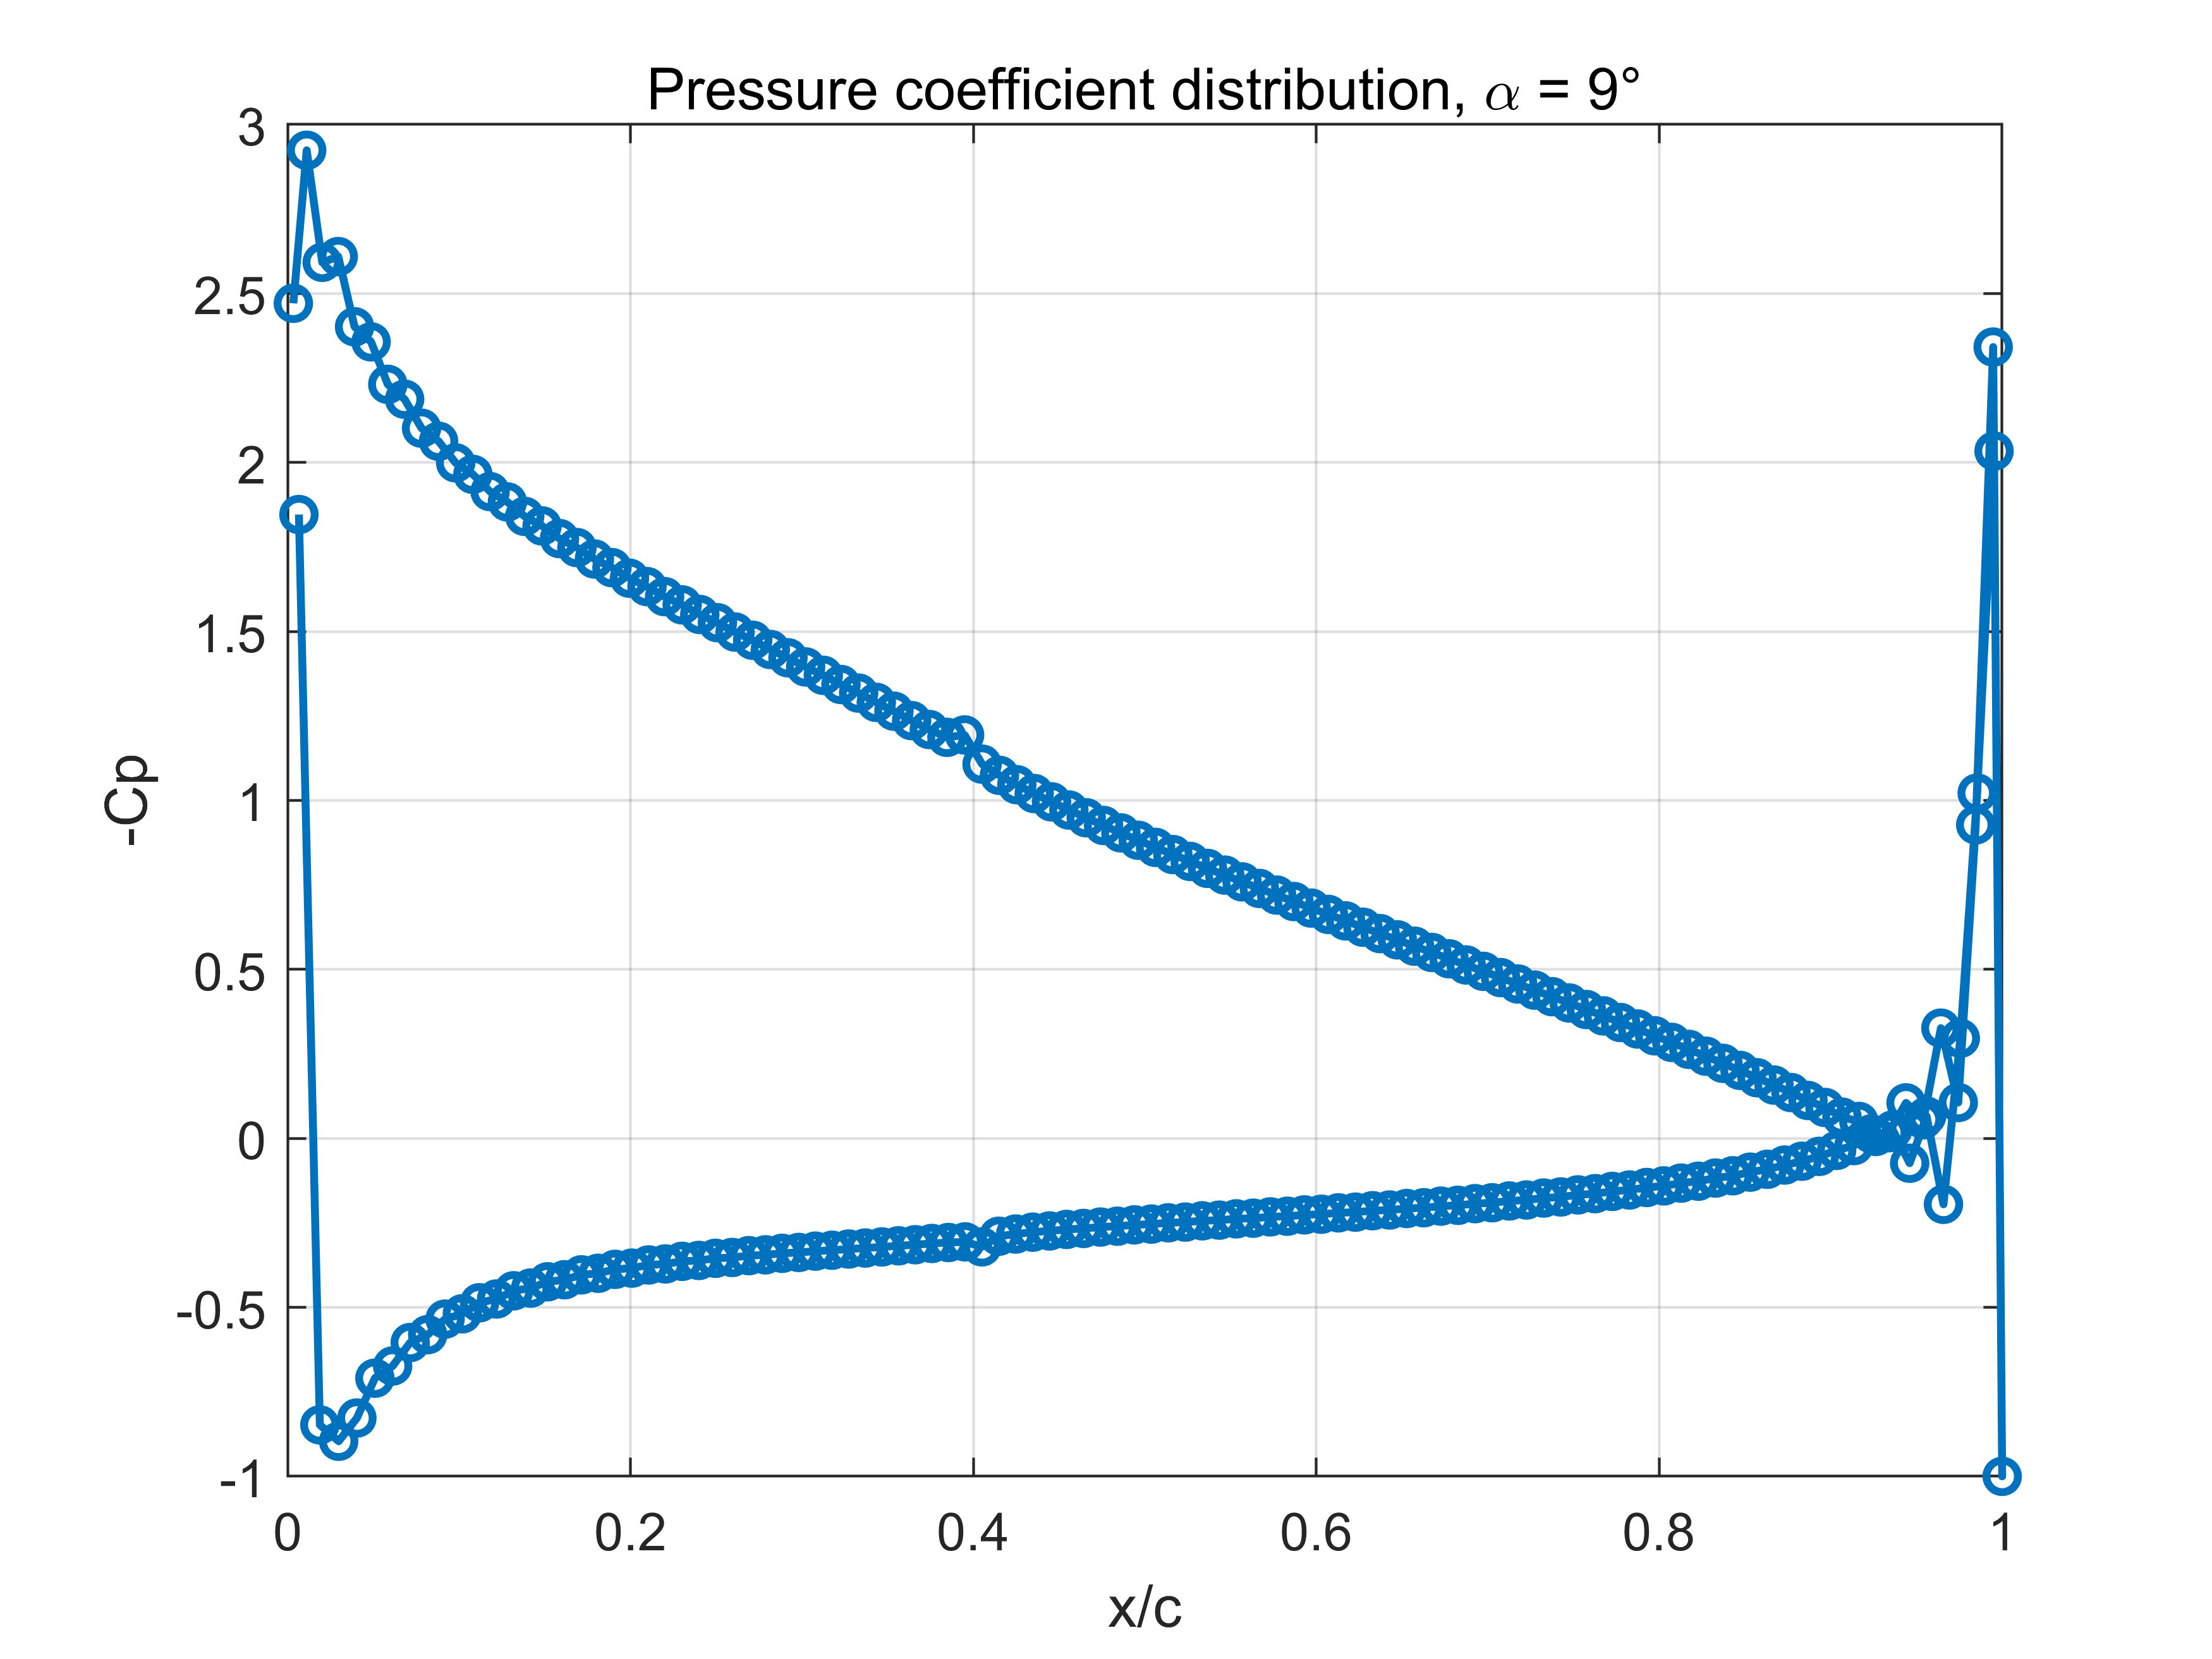 Pressure coefficient distribution, α = 9°
3
2.5
2
1.5
1
0.5
0
-0.5
-1
-Cp
0 0.2 0.4 0.6 0.8 1
x/c